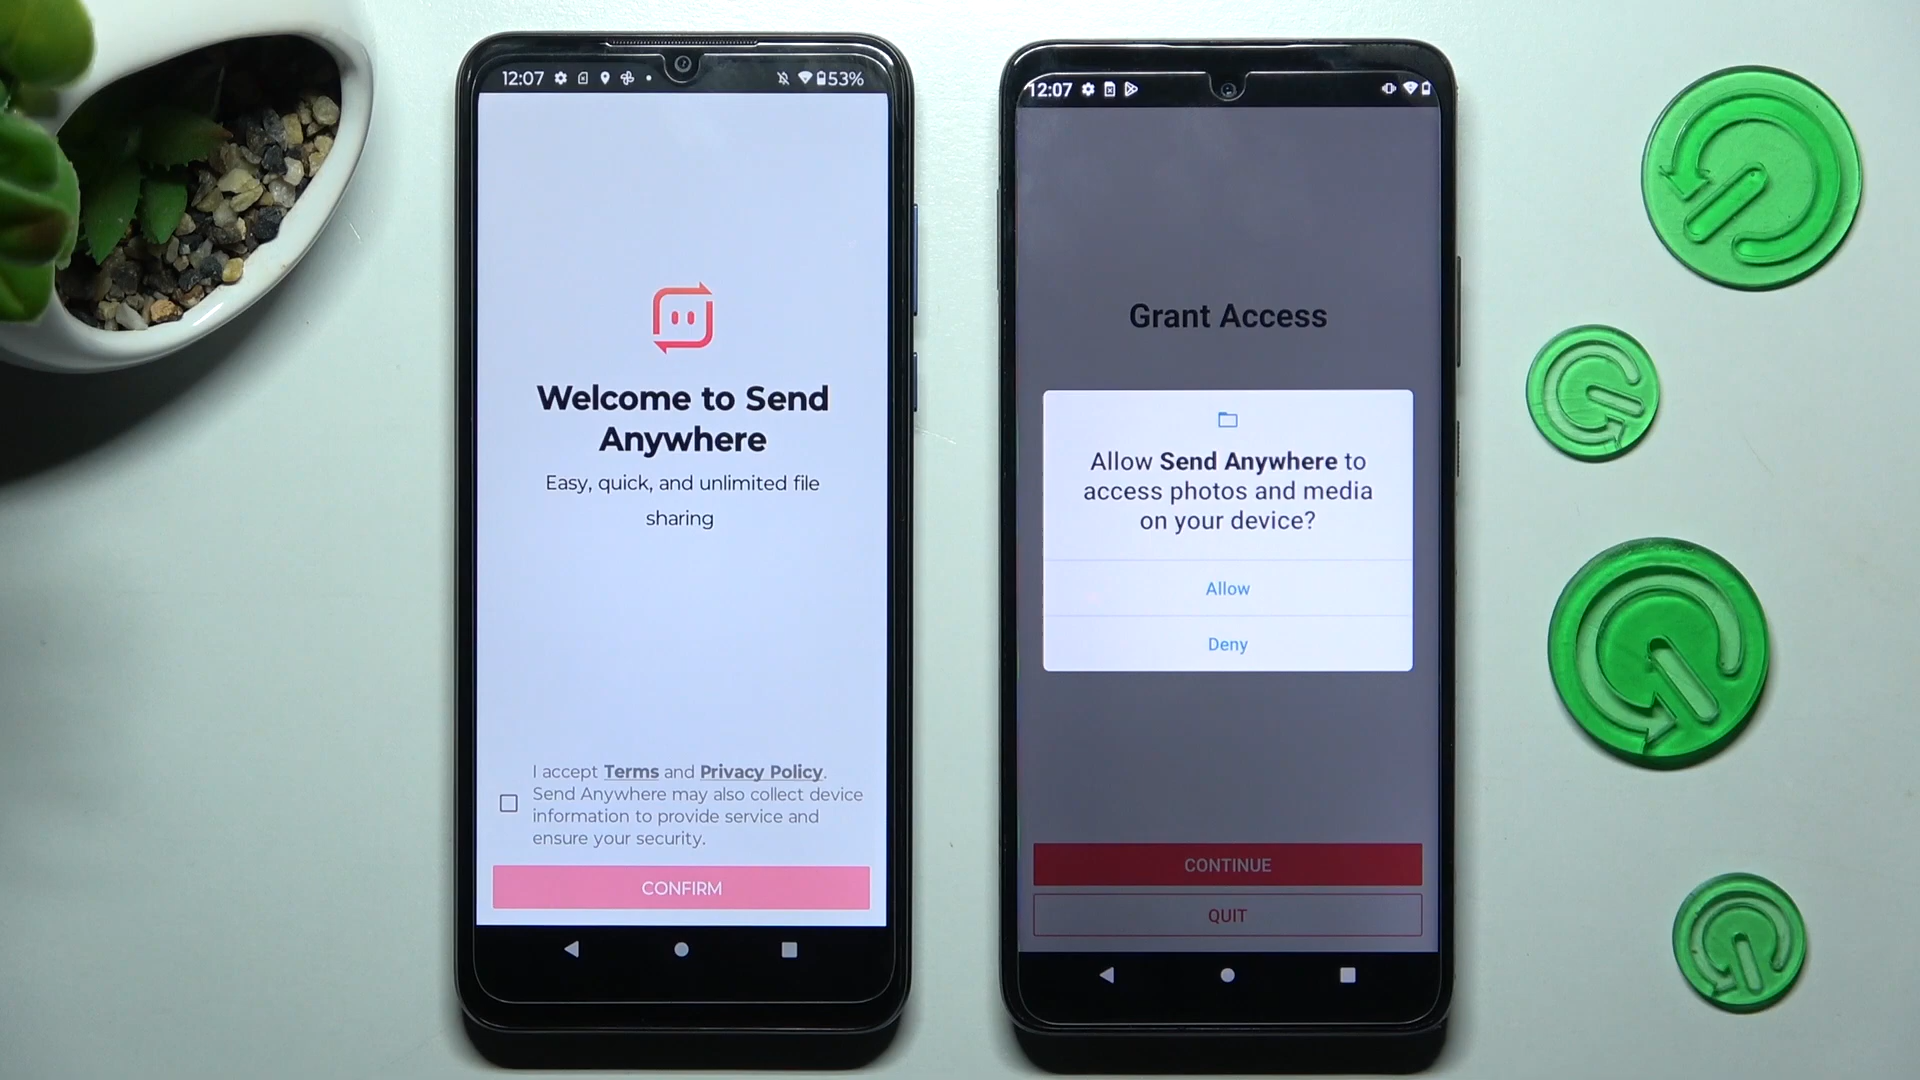 12:07
53%
Welcome to Send
Anywhere
Easy, quick, and unlimited file
sharing
I accept Terms and Privacy Policy.
Send Anywhere may also collect device
information to provide service and
ensure your security.
CONFIRM
12:07
Grant Access
Allow Send Anywhere to
access photos and media
on your device?
Allow
Deny
CONTINUE
QUIT